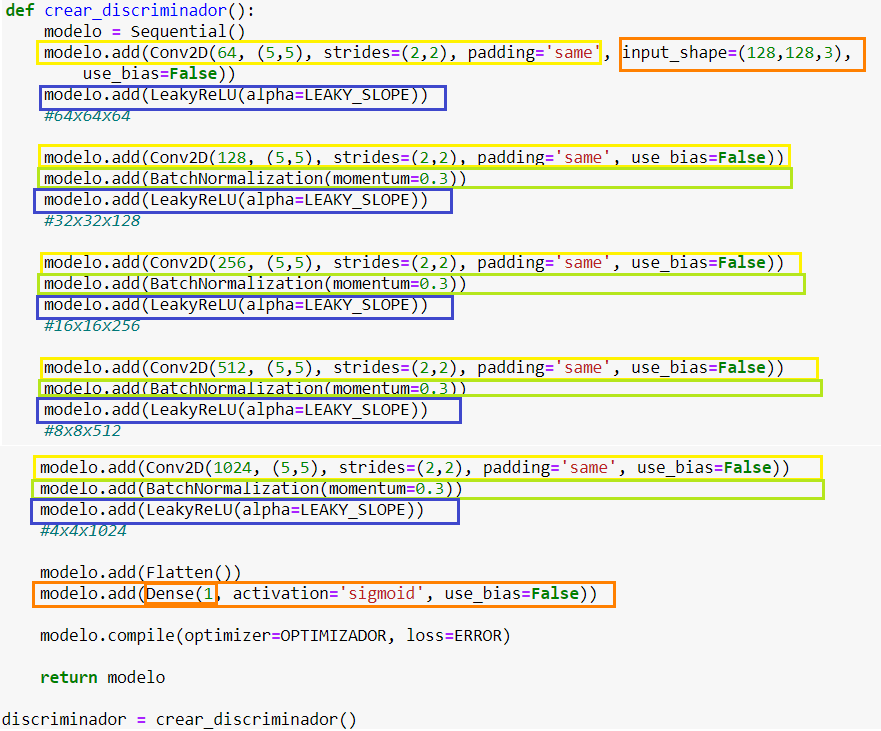 def crear_discriminador():
    modelo = Sequential()
    modelo.add(Conv2D(64, (5,5), strides=(2,2), padding='same', input_shape=(128,128,3),
        use_bias=False))
    modelo.add(LeakyReLU(alpha=LEAKY_SLOPE))
    #64x64x64
    modelo.add(Conv2D(128, (5,5), strides=(2,2), padding='same', use_bias=False))
    modelo.add(BatchNormalization(momentum=0.3))
    modelo.add(LeakyReLU(alpha=LEAKY_SLOPE))
    #32x32x128
    modelo.add(Conv2D(256, (5,5), strides=(2,2), padding='same', use_bias=False))
    modelo.add(BatchNormalization(momentum=0.3))
    modelo.add(LeakyReLU(alpha=LEAKY_SLOPE))
    #16x16x256
    modelo.add(Conv2D(512, (5,5), strides=(2,2), padding='same', use_bias=False))
    modelo.add(BatchNormalization(momentum=0.3))
    modelo.add(LeakyReLU(alpha=LEAKY_SLOPE))
    #8x8x512
    modelo.add(Conv2D(1024, (5,5), strides=(2,2), padding='same', use_bias=False))
    modelo.add(BatchNormalization(momentum=0.3))
    modelo.add(LeakyReLU(alpha=LEAKY_SLOPE))
    #4x4x1024
    modelo.add(Flatten())
    modelo.add(Dense(1, activation='sigmoid', use_bias=False))
    modelo.compile(optimizer=OPTIMIZADOR, loss=ERROR)
    return modelo
discriminador = crear_discriminador()